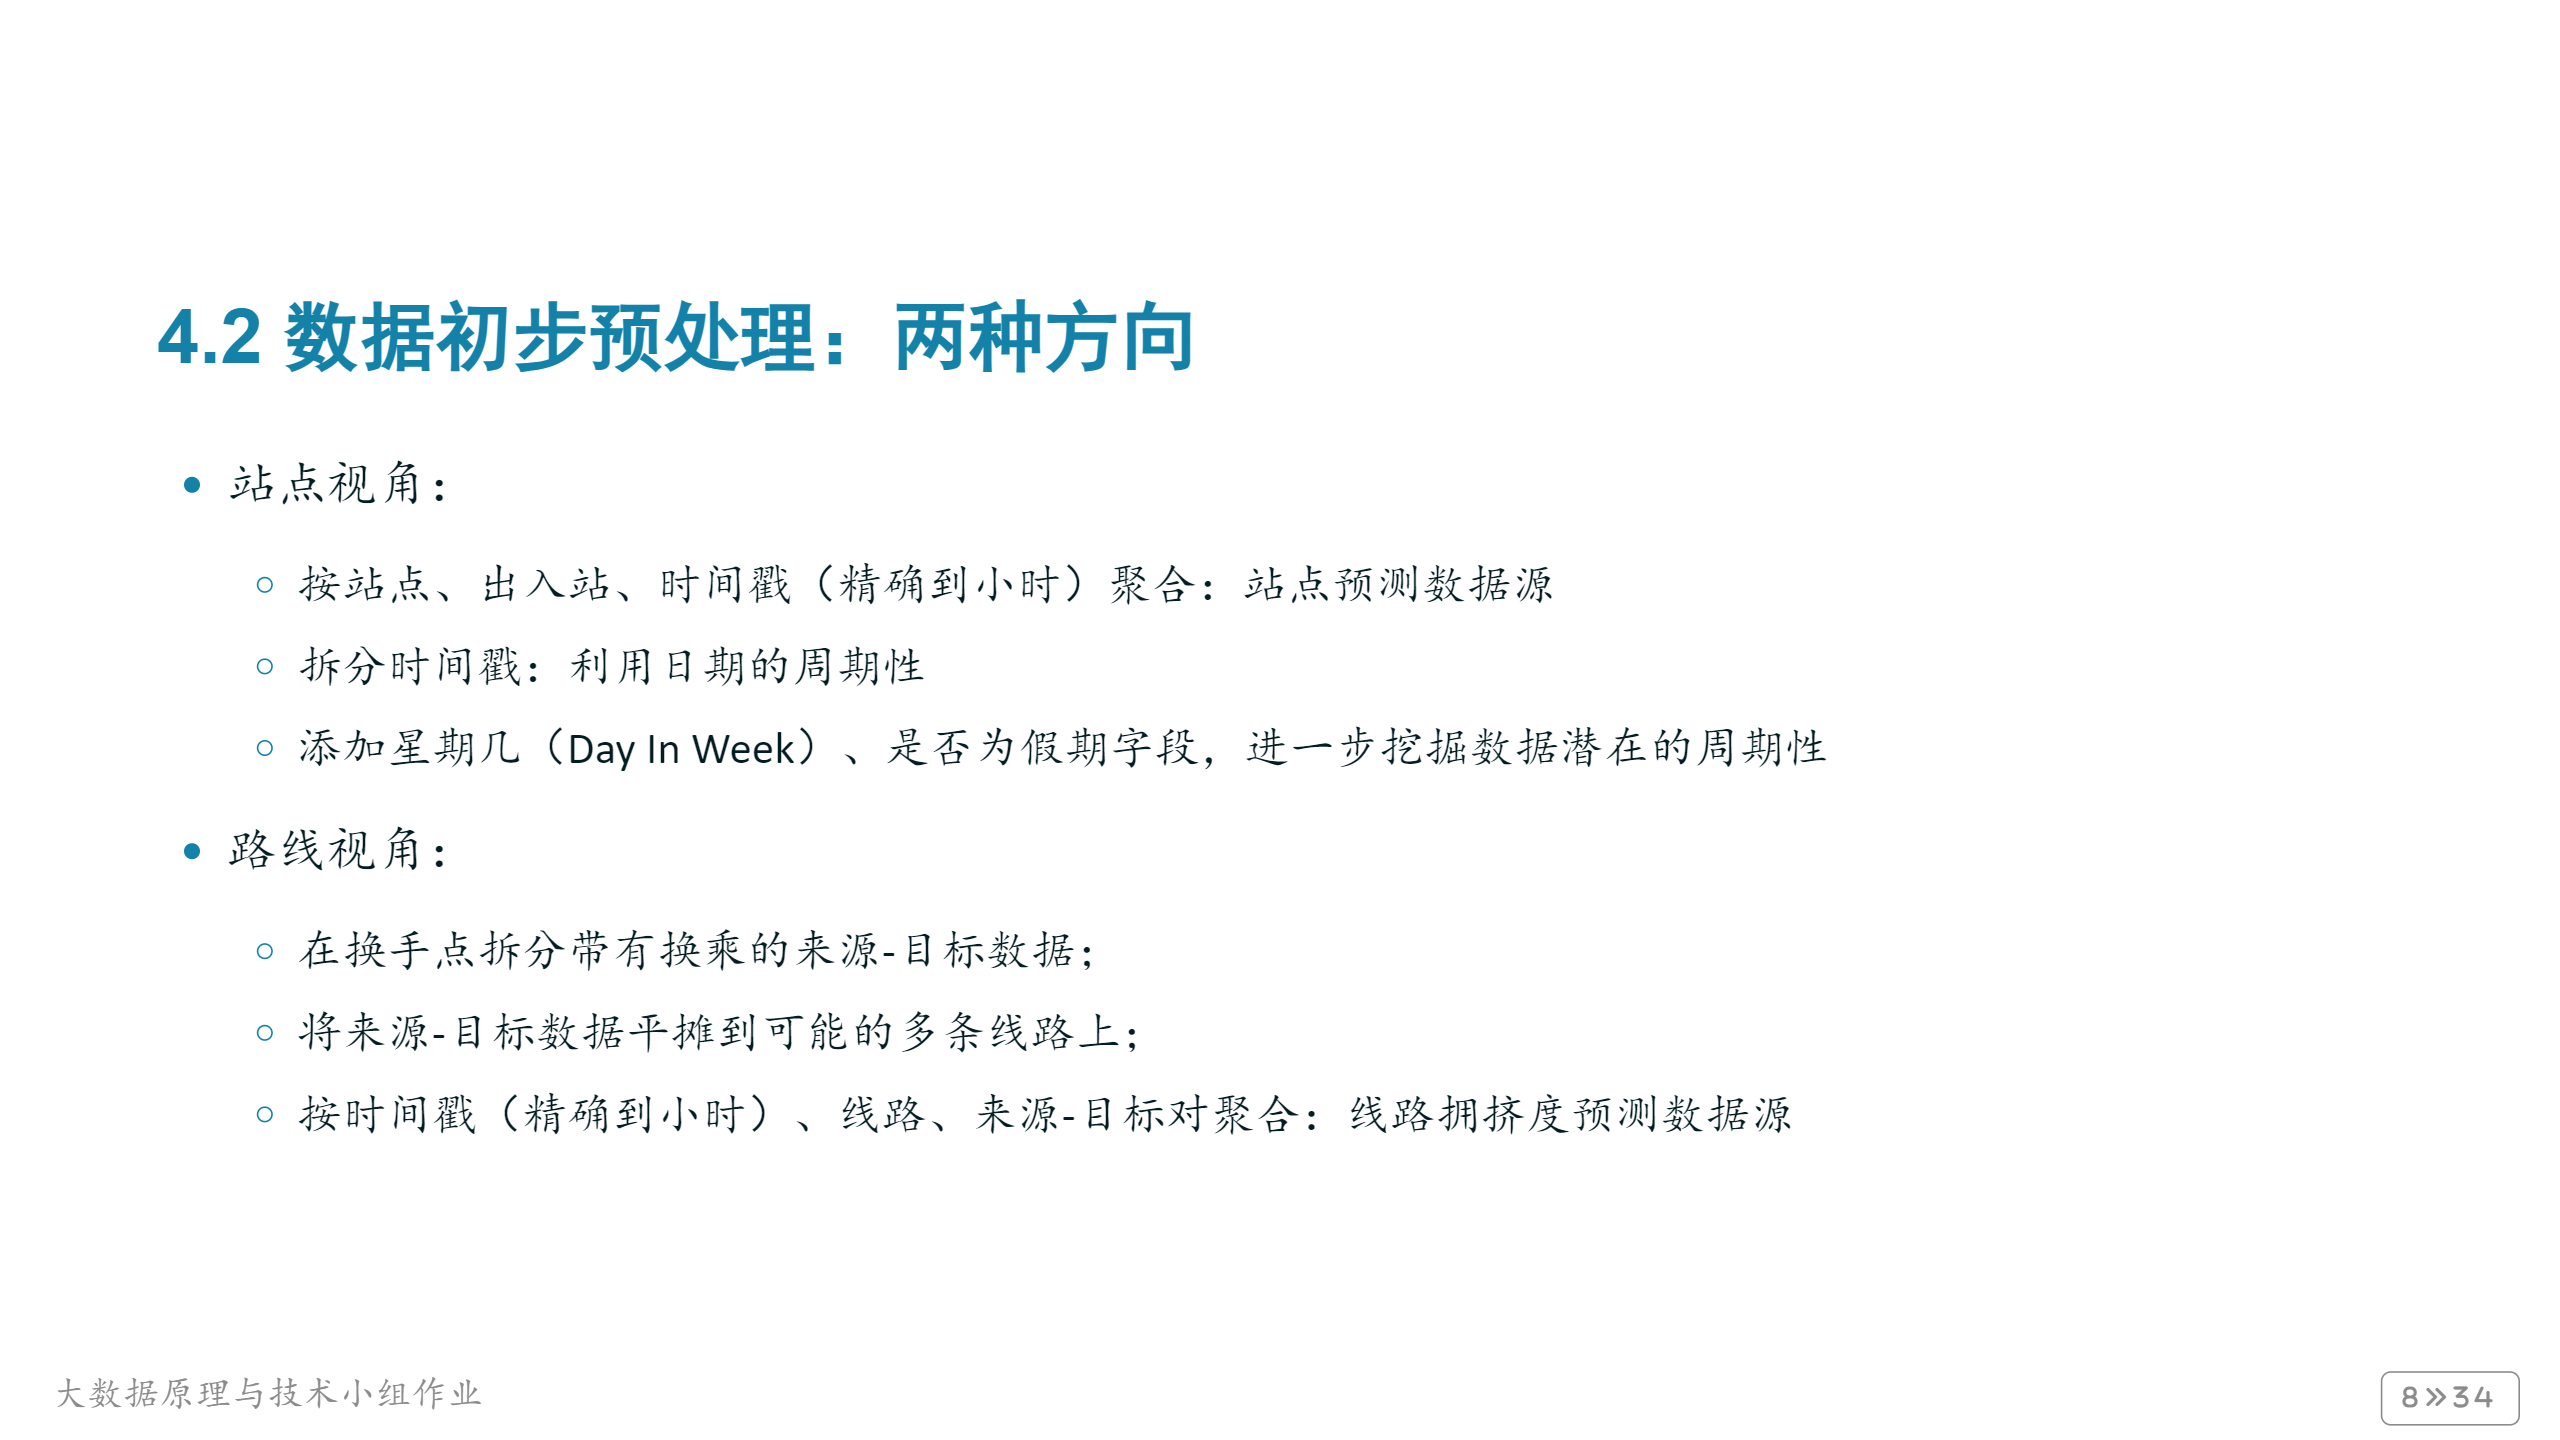 4.2 数据初步预处理：两种方向
• 站点视角：
○ 按站点、出入站、时间戳（精确到小时）聚合：站点预测数据源
○ 拆分时间戳：利用日期的周期性
○ 添加星期几（Day In Week）、是否为假期字段，进一步挖掘数据潜在的周期性
• 路线视角：
○ 在换手点拆分带有换乘的来源-目标数据；
○ 将来源-目标数据平摊到可能的多条线路上；
○ 按时间戳（精确到小时）、线路、来源-目标对聚合：线路拥挤度预测数据源
大数据原理与技术小组作业
8»34